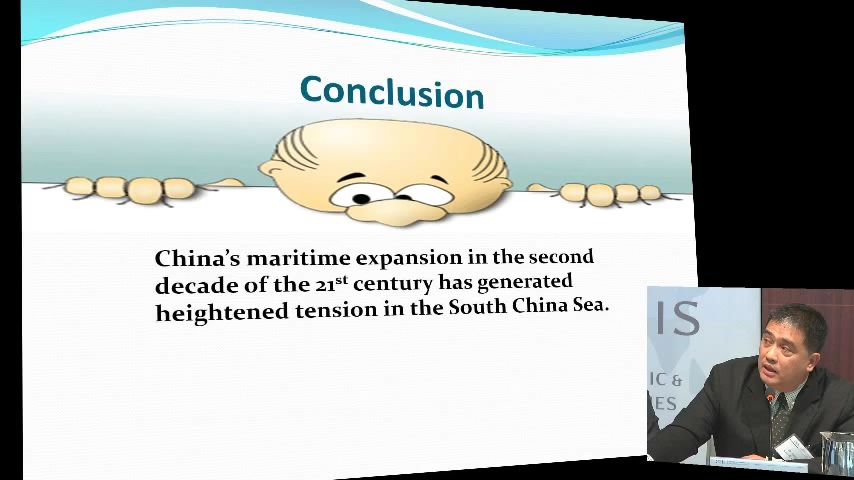 Conclusion
China's maritime expansion in the second
decade of the 21st century has generated
heightened tension in the South China Sea.
IS
IC &
IES